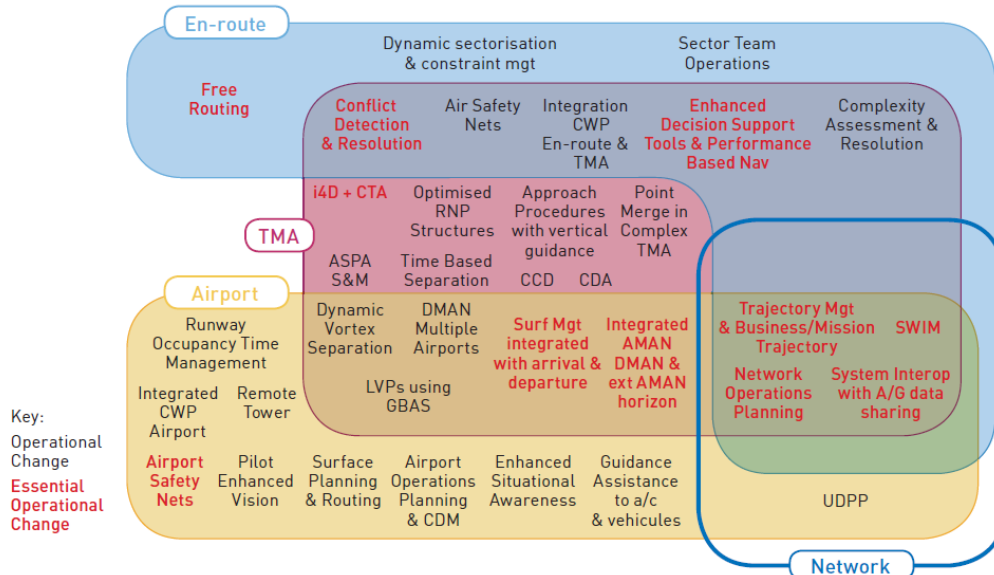 En-route
Dynamic sectorisation
& constraint mgt
Sector Team
Operations
Free
Routing
Conflict
Detection
& Resolution
Air Safety
Nets
Integration
CWP
En-route &
TMA
Enhanced
Decision Support
Tools & Performance
Based Nav
Complexity
Assessment &
Resolution
TMA
i4D + CTA
Optimised
RNP
Structures
Approach
Procedures
with vertical
guidance
Point
Merge in
Complex
TMA
ASPA
S&M
Time Based
Separation
CCD
CDA
Airport
Runway
Occupancy Time
Management
Dynamic
Vortex
Separation
DMAN
Multiple
Airports
Surf Mgt
integrated
with arrival &
departure
Integrated
AMAN
DMAN &
ext AMAN
horizon
Trajectory Mgt
& Business/Mission
Trajectory
SWIM
Integrated
CWP
Airport
Remote
Tower
LVPs using
GBAS
Network
Operations
Planning
System Interop
with A/G data
sharing
Airport
Safety
Nets
Pilot
Enhanced
Vision
Surface
Planning
& Routing
Airport
Operations
Planning
& CDM
Enhanced
Situational
Awareness
Guidance
Assistance
to a/c
& vehicules
UDPP
Network
Key:
Operational
Change
Essential
Operational
Change